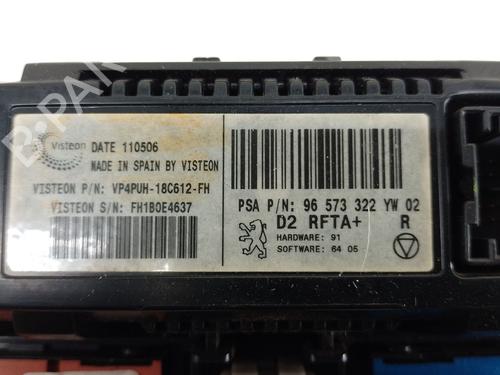 Visteon
DATE 110506
MADE IN SPAIN BY VISTEON
VISTEON P/N: VP4PUH-18C612-FH
VISTEON S/N: FH1B0E4637
PSA P/N: 96 573 322 YW 02
D2 RFTA+ R
HARDWARE: 91
SOFTWARE: 64 05
B-PARTS